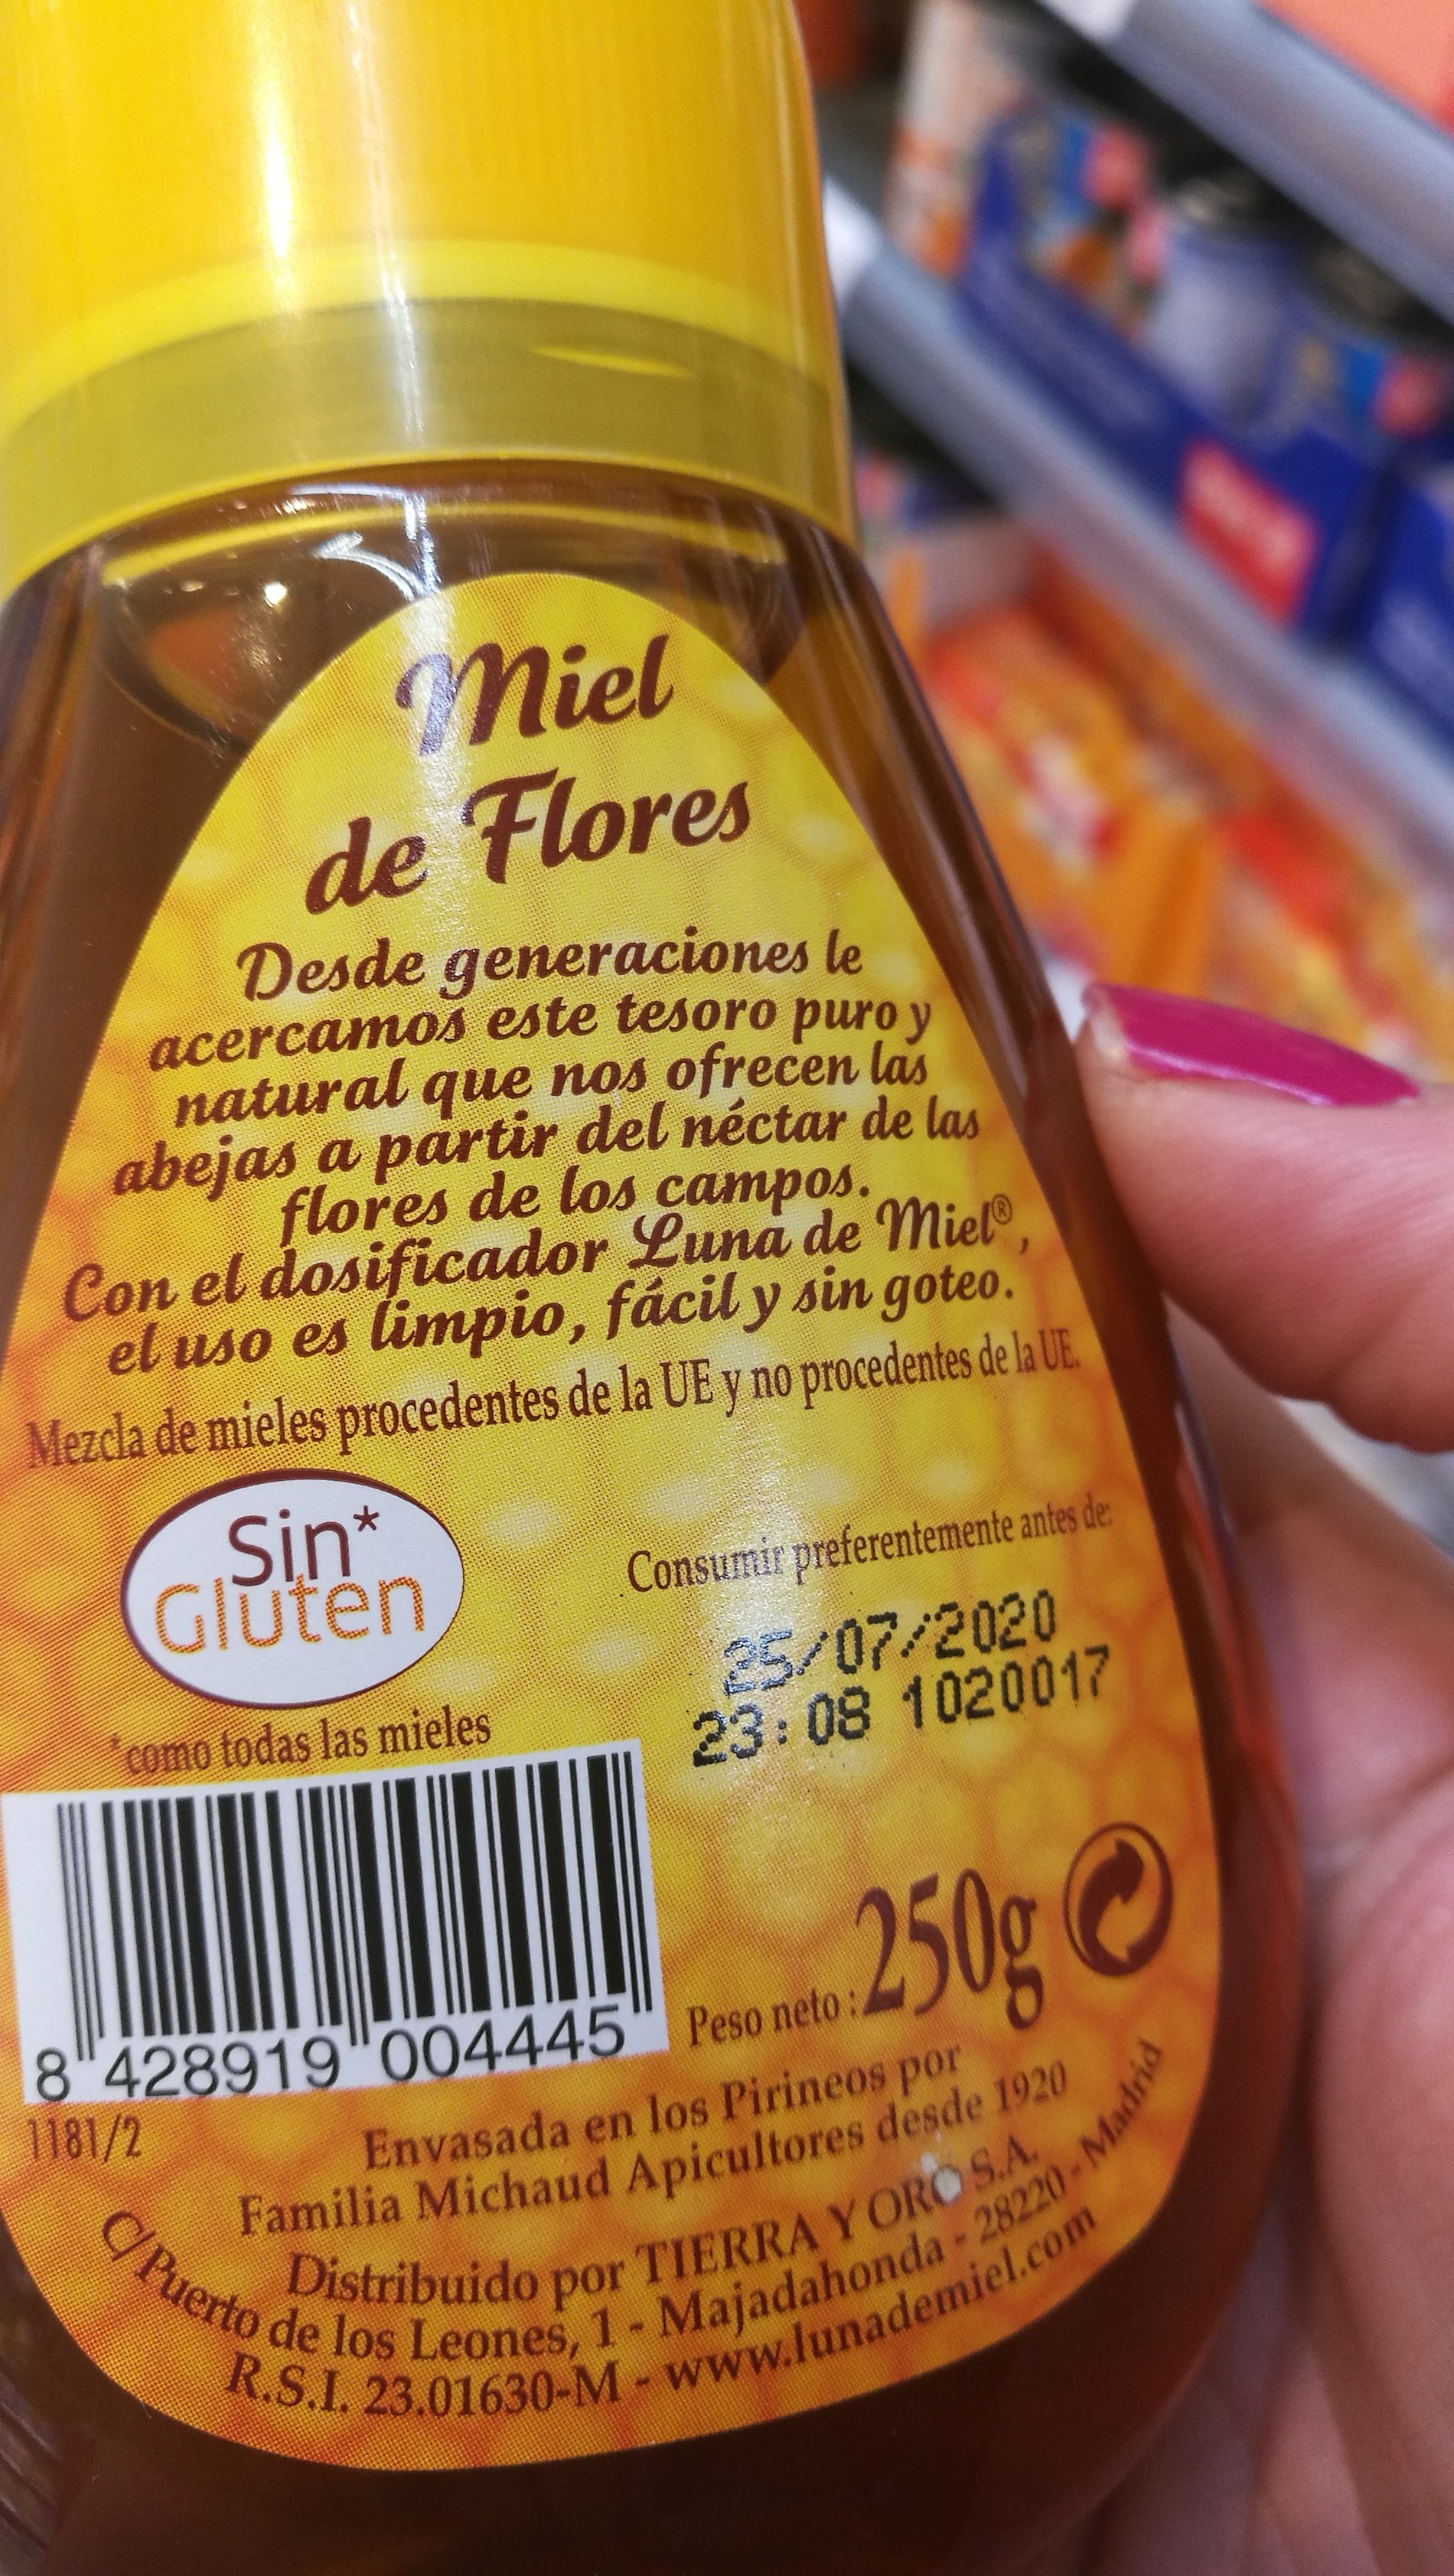 Miel
de Flores
Desde generaciones le
acercamos este tesoro puro y
natural que nos ofrecen las
abejas a partir del néctar de las
flores de los campos.
Con el dosificador Luna de Miel®,
el uso es limpio, fácil y sin goteo.
Mezcla de mieles procedentes de la UE y no procedentes de la UE.
Sin*
Gluten
*como todas las mieles
Consumir preferentemente antes de:
25/07/2020
23:08 1020017
8 428919 004445
1181/2
Peso neto: 250g
Envasada en los Pirineos por
Familia Michaud Apicultores desde 1920
Distribuido por TIERRA Y ORO S.A.
C/ Puerto de los Leones, 1 - Majadahonda - 28220 - Madrid
R.S.I. 23.01630-M - www.lunademiel.com